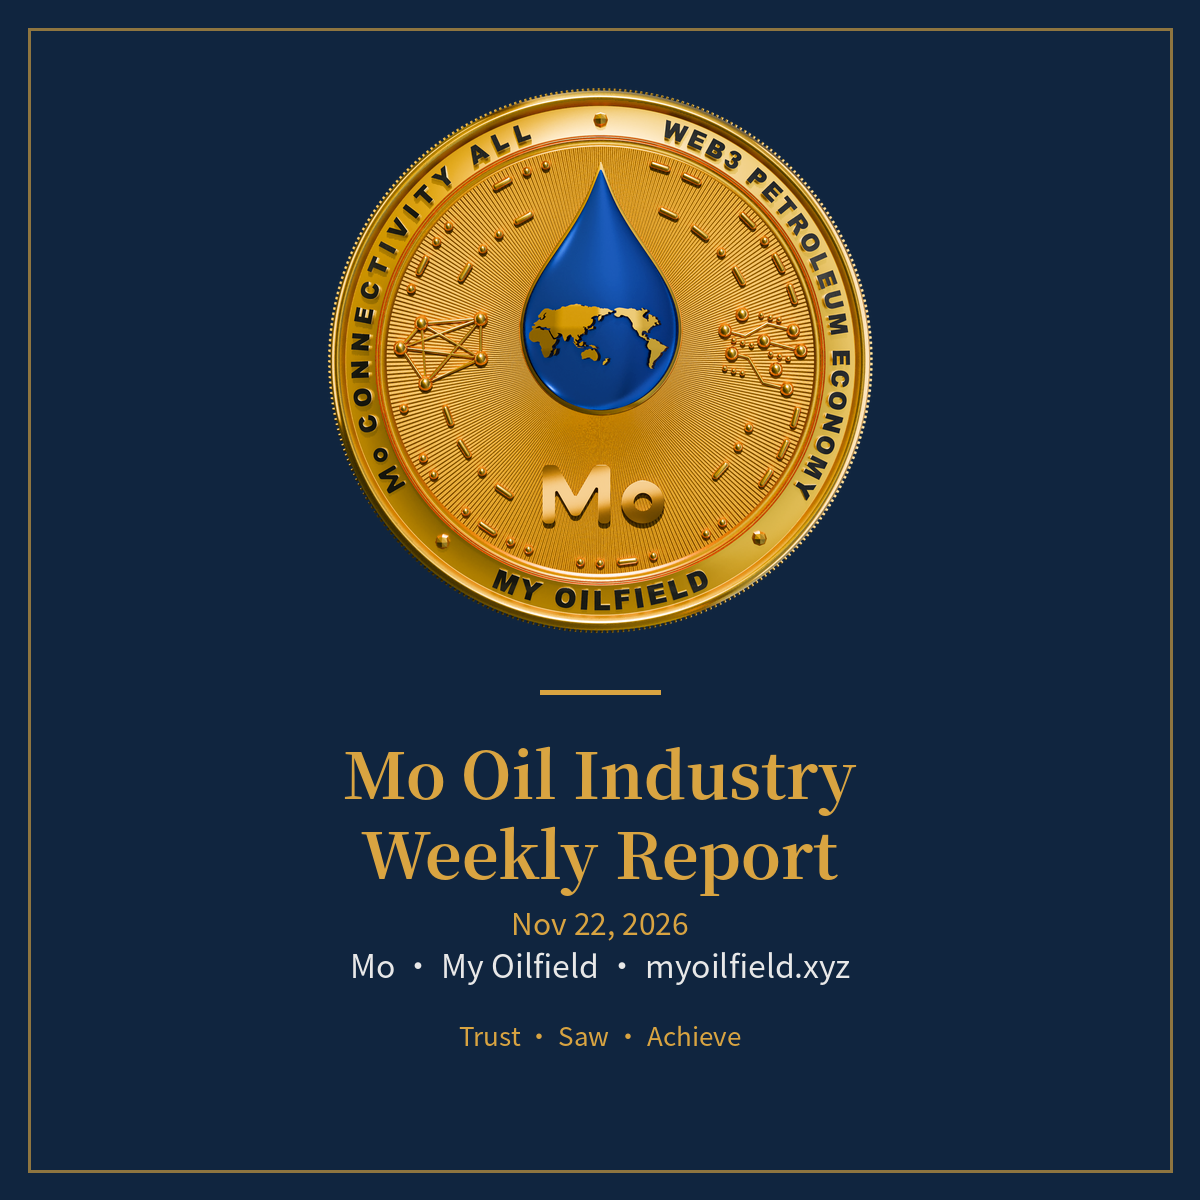 Mo CONNECTIVITY ALL
WEB3 PETROLEUM ECONOMY
Mo
MY OILFIELD
Mo Oil Industry
Weekly Report
Nov 22, 2026
Mo • My Oilfield • myoilfield.xyz
Trust • Saw • Achieve